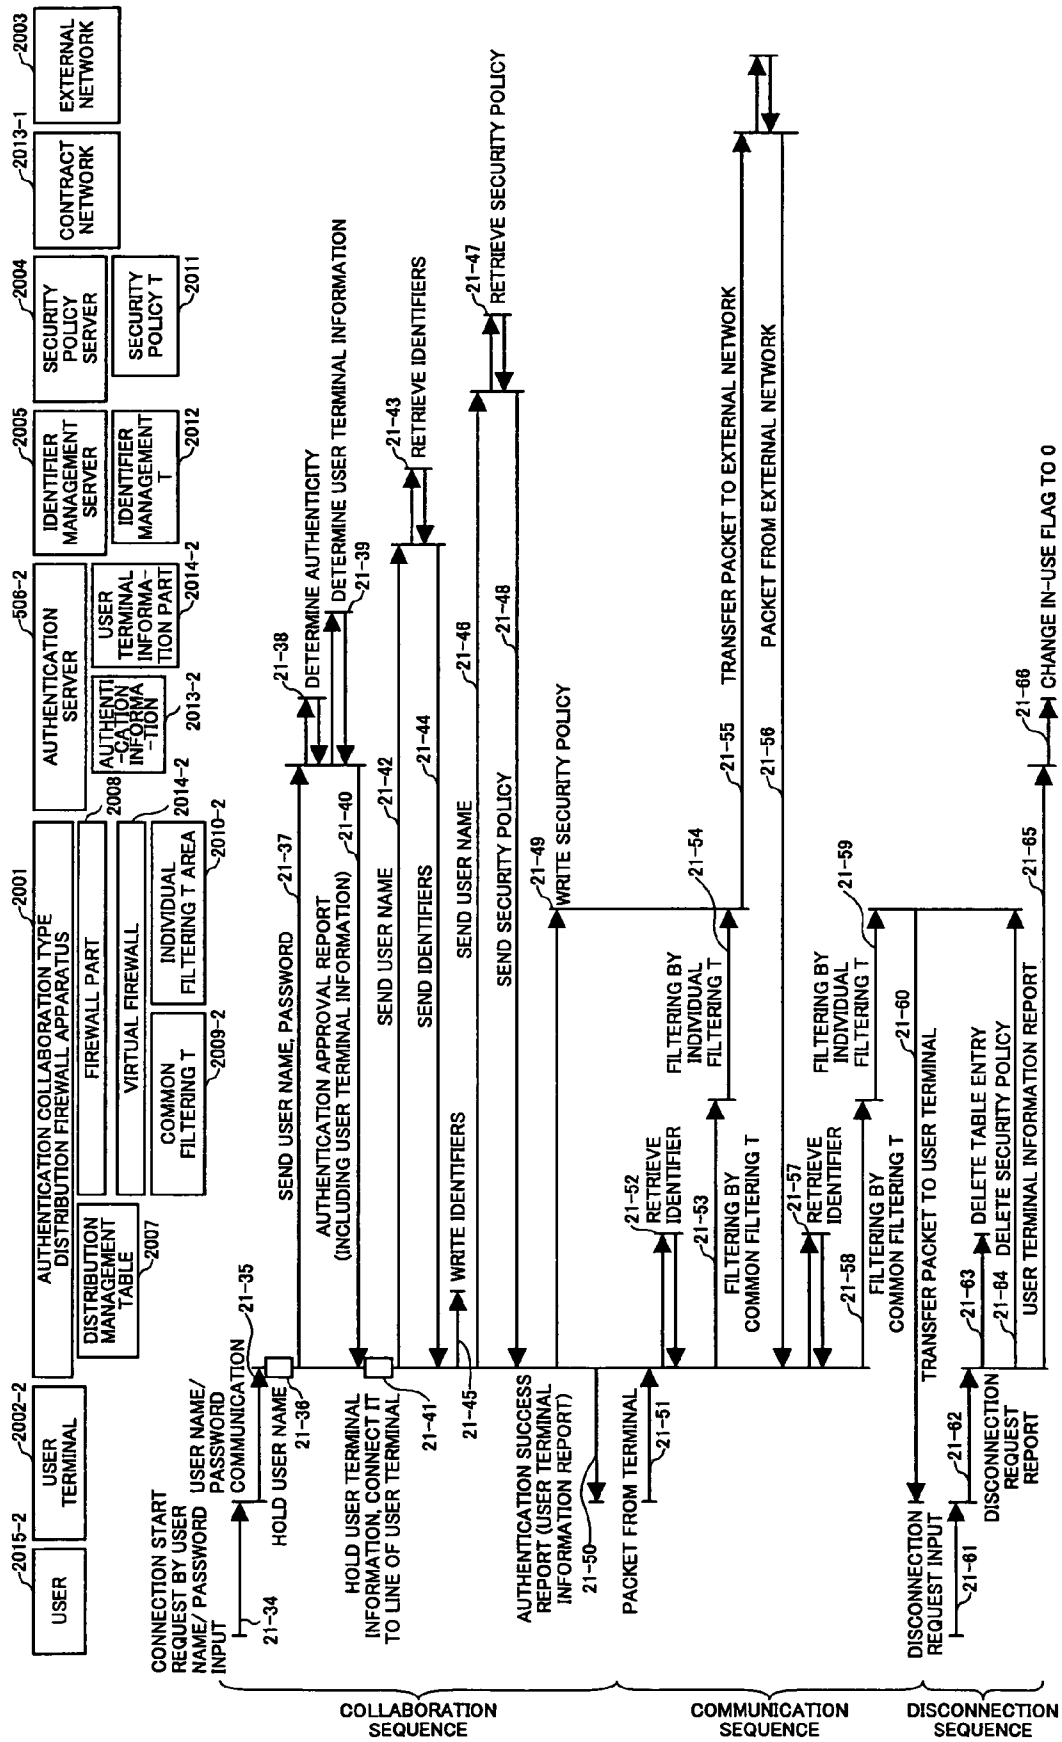 2015-2
USER
2002-2
USER
TERMINAL
2001
AUTHENTICATION COLLABORATION TYPE
DISTRIBUTION FIREWALL APPARATUS
DISTRIBUTION
MANAGEMENT
TABLE
2007
FIREWALL PART
2008
VIRTUAL FIREWALL
2014-2
COMMON
FILTERING T
2009-2
INDIVIDUAL
FILTERING T AREA
2010-2
506-2
AUTHENTICATION
SERVER
AUTHENTI
-CATION
INFORMA
-TION
2013-2
USER
TERMINAL
INFORMA-
TION PART
2014-2
2005
IDENTIFIER
MANAGEMENT
SERVER
IDENTIFIER
MANAGEMENT
T
2012
2004
SECURITY
POLICY
SERVER
SECURITY
POLICY T
2011
2013-1
CONTRACT
NETWORK
2003
EXTERNAL
NETWORK
CONNECTION START
REQUEST BY USER
NAME/ PASSWORD
INPUT
21-34
USER NAME/
PASSWORD
COMMUNICATION
21-35
HOLD USER NAME
21-36
SEND USER NAME, PASSWORD
21-37
21-38
DETERMINE AUTHENTICITY
DETERMINE USER TERMINAL INFORMATION
21-39
AUTHENTICATION APPROVAL REPORT
(INCLUDING USER TERMINAL INFORMATION)
21-40
HOLD USER TERMINAL
INFORMATION, CONNECT IT
TO LINE OF USER TERMINAL
21-41
SEND USER NAME
21-42
21-43
RETRIEVE IDENTIFIERS
SEND IDENTIFIERS
21-44
WRITE IDENTIFIERS
21-45
SEND USER NAME
21-46
21-47
RETRIEVE SECURITY POLICY
SEND SECURITY POLICY
21-48
21-49
WRITE SECURITY POLICY
AUTHENTICATION SUCCESS
REPORT (USER TERMINAL
INFORMATION REPORT)
21-50
PACKET FROM TERMINAL
21-51
21-52
RETRIEVE
IDENTIFIER
21-53
FILTERING BY
COMMON FILTERING T
FILTERING BY
INDIVIDUAL
FILTERING T
21-54
21-55
TRANSFER PACKET TO EXTERNAL NETWORK
21-56
PACKET FROM EXTERNAL NETWORK
21-57
RETRIEVE
IDENTIFIER
21-58
FILTERING BY
COMMON FILTERING T
FILTERING BY
INDIVIDUAL
FILTERING T
21-59
21-60
TRANSFER PACKET TO USER TERMINAL
DISCONNECTION
REQUEST INPUT
21-61
21-62
DISCONNECTION
REQUEST
REPORT
21-63
DELETE TABLE ENTRY
21-64
DELETE SECURITY POLICY
USER TERMINAL INFORMATION REPORT
21-65
21-66
CHANGE IN-USE FLAG TO 0
COLLABORATION
SEQUENCE
COMMUNICATION
SEQUENCE
DISCONNECTION
SEQUENCE